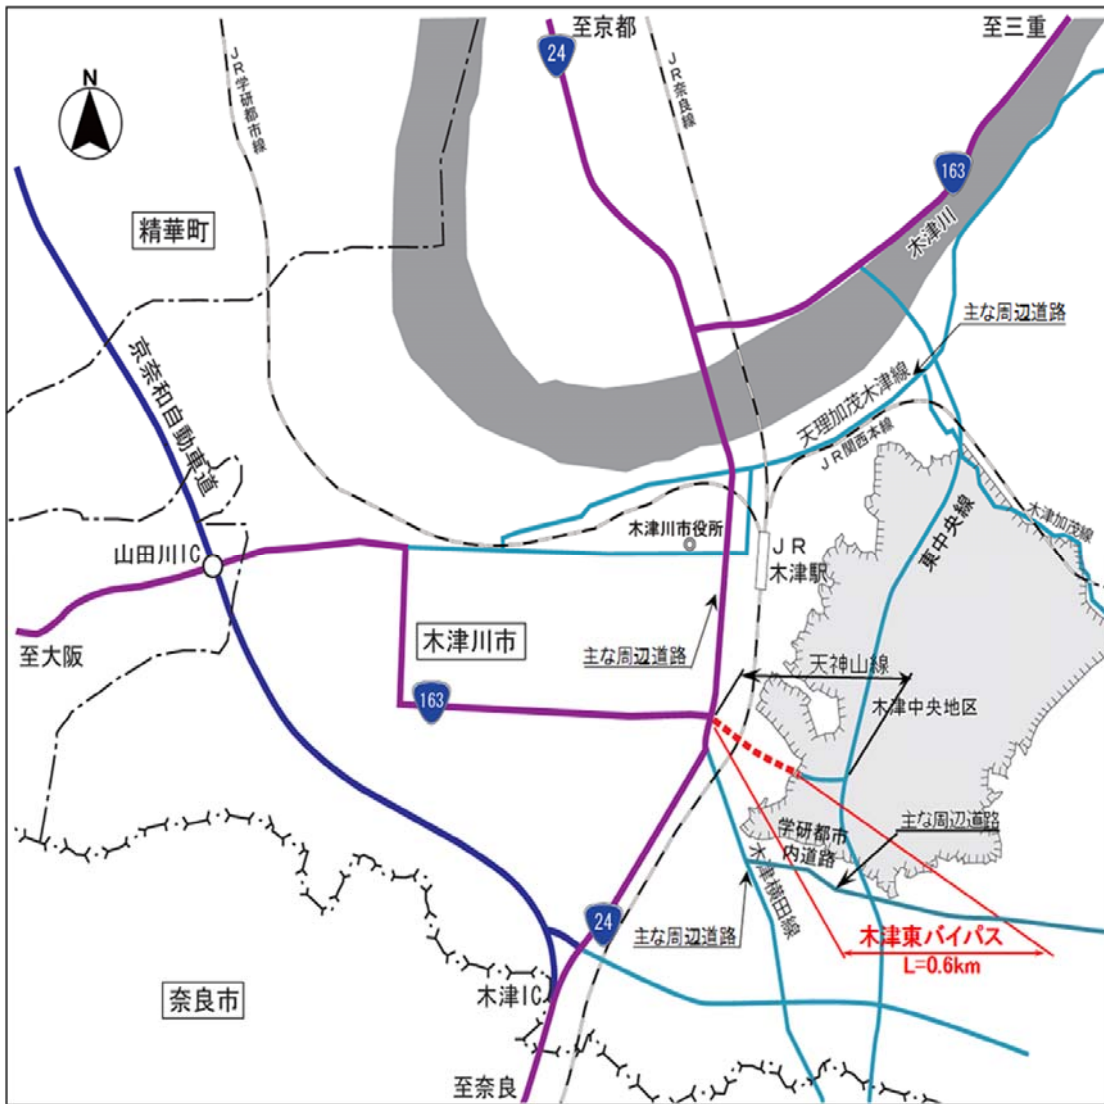 至京都
至三重
24
JR学研都市線
JR奈良線
N
163
木津川
精華町
主な周辺道路
京奈和自動車道
天理加茂木津線
JR関西本線
木津加茂線
東中央線
木津川市役所
山田川IC
JR
木津駅
至大阪
木津川市
主な周辺道路
天神山線
163
木津中央地区
学研都市
内道路
主な周辺道路
木津横田線
24
主な周辺道路
木津東バイパス
L=0.6km
奈良市
木津IC
至奈良